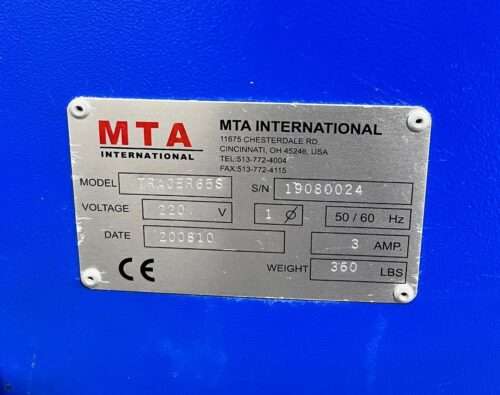 MTA INTERNATIONAL
MTA INTERNATIONAL
11675 CHESTERDALE RD.
CINCINNATI, OH 45246, USA
TEL:513-772-4004
FAX:513-772-4115
MODEL TRACER65S S/N 19080024
VOLTAGE 220 V 1 Ø 50 / 60 Hz
DATE 200810 3 AMP.
CE WEIGHT 360 LBS